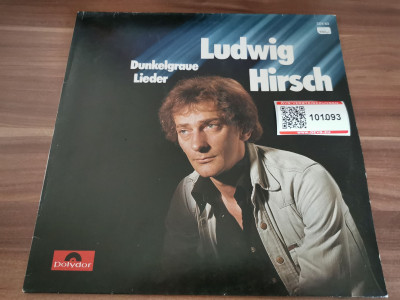 Ludwig
Hirsch
Dunkelgraue
Lieder
101093
Polydor